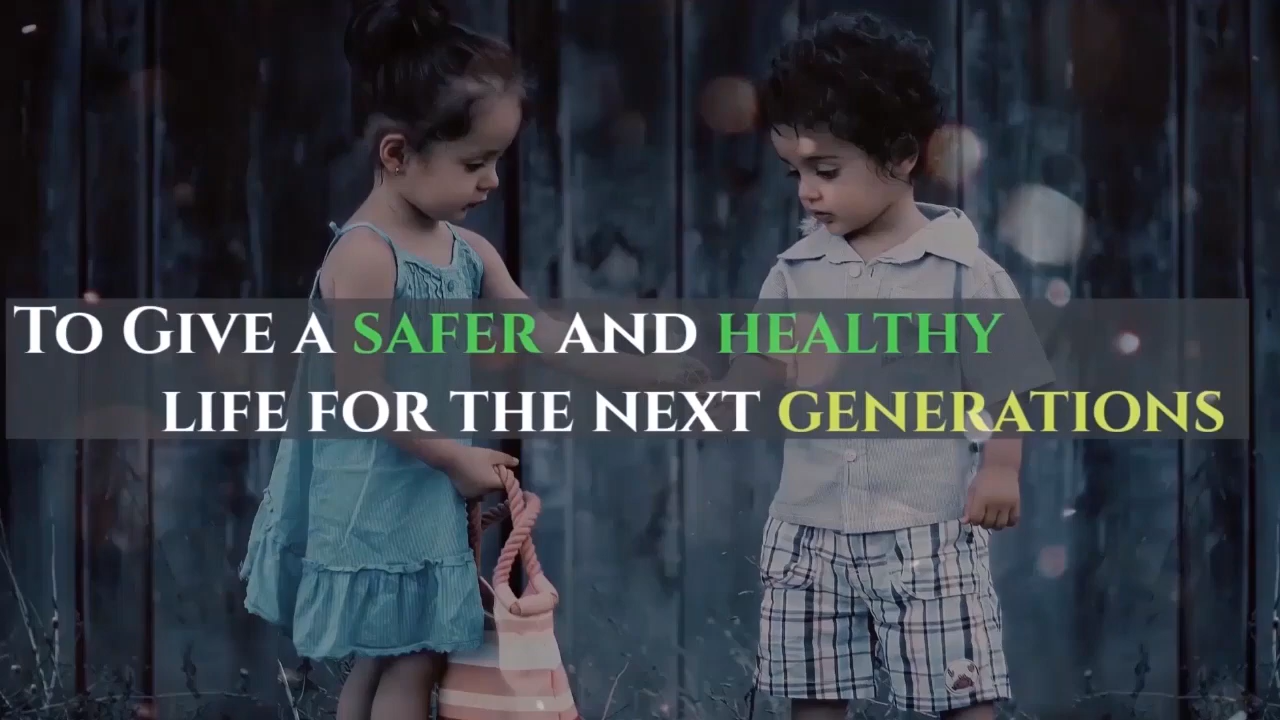 To Give a safer and healthy
life for the next generations